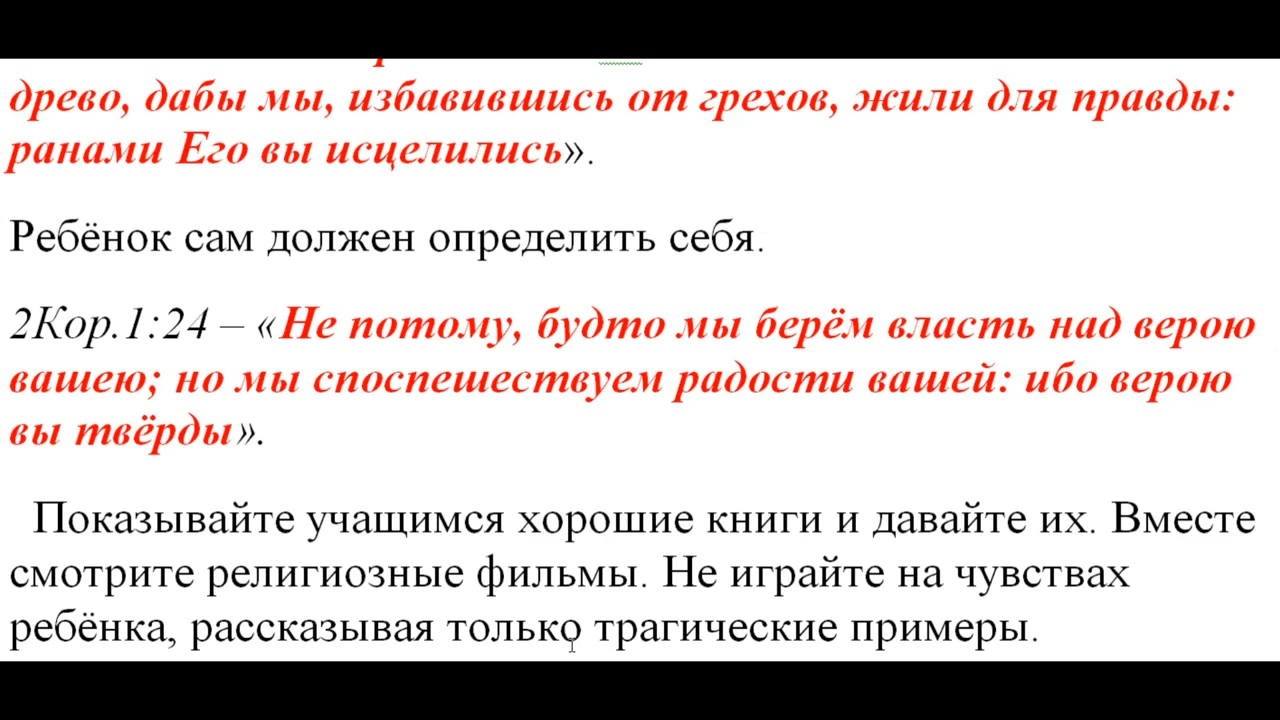 древо, дабы мы, избавившись от грехов, жили для правды:
ранами Его вы исцелились».
Ребёнок сам должен определить себя.
2Кор.1:24 – «Не потому, будто мы берём власть над верою
вашею; но мы споспешествуем радости вашей: ибо верою
вы твёрды».
Показывайте учащимся хорошие книги и давайте их. Вместе
смотрите религиозные фильмы. Не играйте на чувствах
ребёнка, рассказывая только трагические примеры.